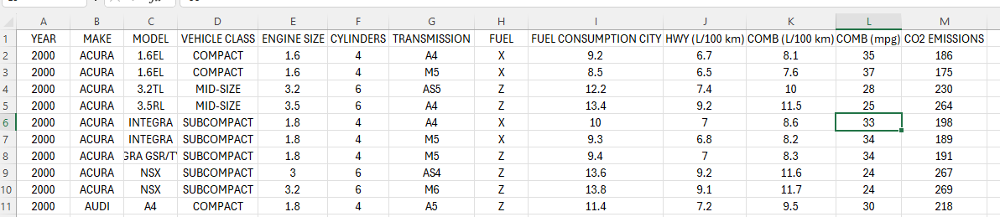 A B C D E F G H I J K L M
1 YEAR MAKE MODEL VEHICLE CLASS ENGINE SIZE CYLINDERS TRANSMISSION FUEL FUEL CONSUMPTION CITY HWY (L/100 km) COMB (L/100 km) COMB (mpg) CO2 EMISSIONS
2 2000 ACURA 1.6EL COMPACT 1.6 4 A4 X 9.2 6.7 8.1 35 186
3 2000 ACURA 1.6EL COMPACT 1.6 4 M5 X 8.5 6.5 7.6 37 175
4 2000 ACURA 3.2TL MID-SIZE 3.2 6 AS5 Z 12.2 7.4 10 28 230
5 2000 ACURA 3.5RL MID-SIZE 3.5 6 A4 Z 13.4 9.2 11.5 25 264
6 2000 ACURA INTEGRA SUBCOMPACT 1.8 4 A4 X 10 7 8.6 33 198
7 2000 ACURA INTEGRA SUBCOMPACT 1.8 4 M5 X 9.3 6.8 8.2 34 189
8 2000 ACURA GRA GSR/TY SUBCOMPACT 1.8 4 M5 Z 9.4 7 8.3 34 191
9 2000 ACURA NSX SUBCOMPACT 3 6 AS4 Z 13.6 9.2 11.6 24 267
10 2000 ACURA NSX SUBCOMPACT 3.2 6 M6 Z 13.8 9.1 11.7 24 269
11 2000 AUDI A4 COMPACT 1.8 4 A5 Z 11.4 7.2 9.5 30 218